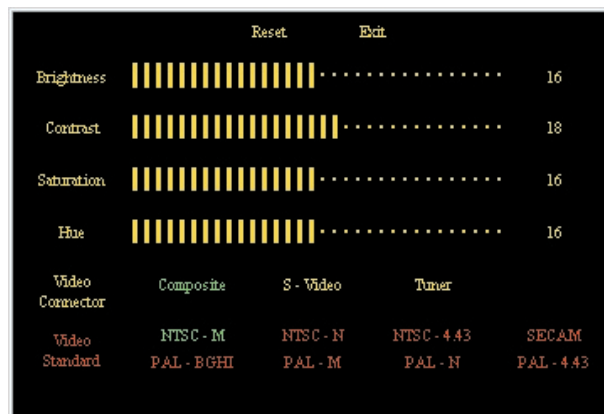 Reset Exit
Brightness 16
Contrast 18
Saturation 16
Hue 16
Video Connector Composite S - Video Tuner
Video Standard
NTSC - M NTSC - N NTSC - 4.43 SECAM
PAL - BGHI PAL - M PAL - N PAL - 4.43